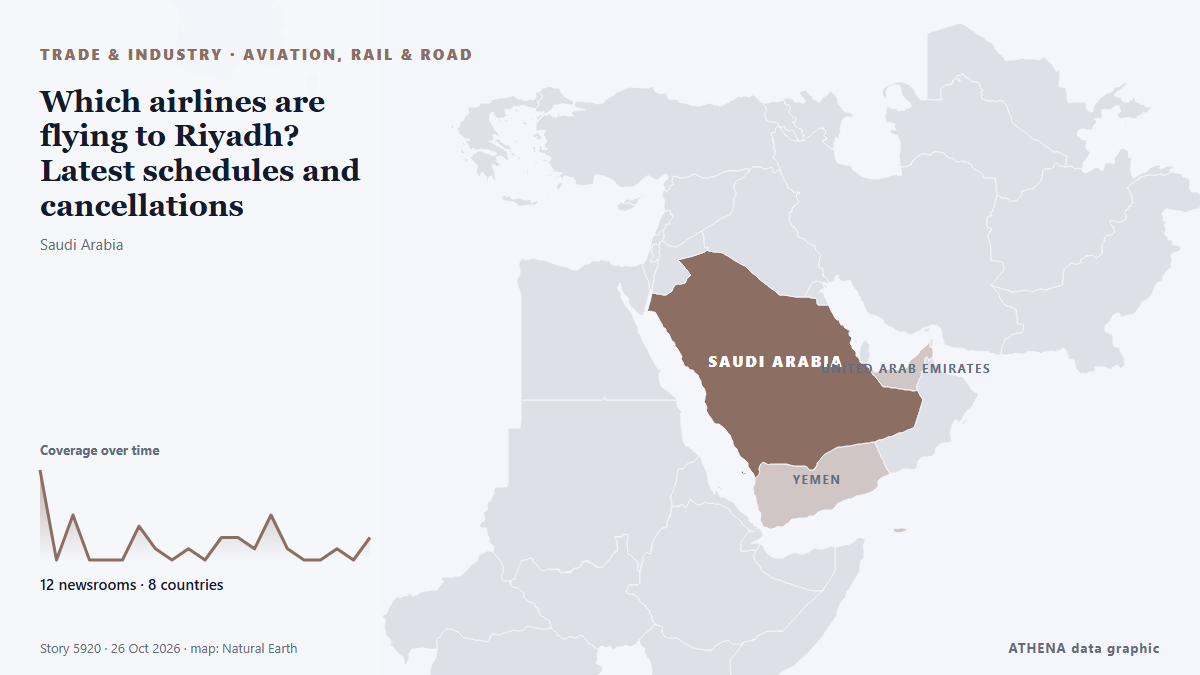 TRADE & INDUSTRY · AVIATION, RAIL & ROAD
Which airlines are
flying to Riyadh?
Latest schedules and
cancellations
Saudi Arabia
SAUDI ARABIA
UNITED ARAB EMIRATES
YEMEN
Coverage over time
12 newsrooms · 8 countries
Story 5920 · 26 Oct 2026 · map: Natural Earth
ATHENA data graphic